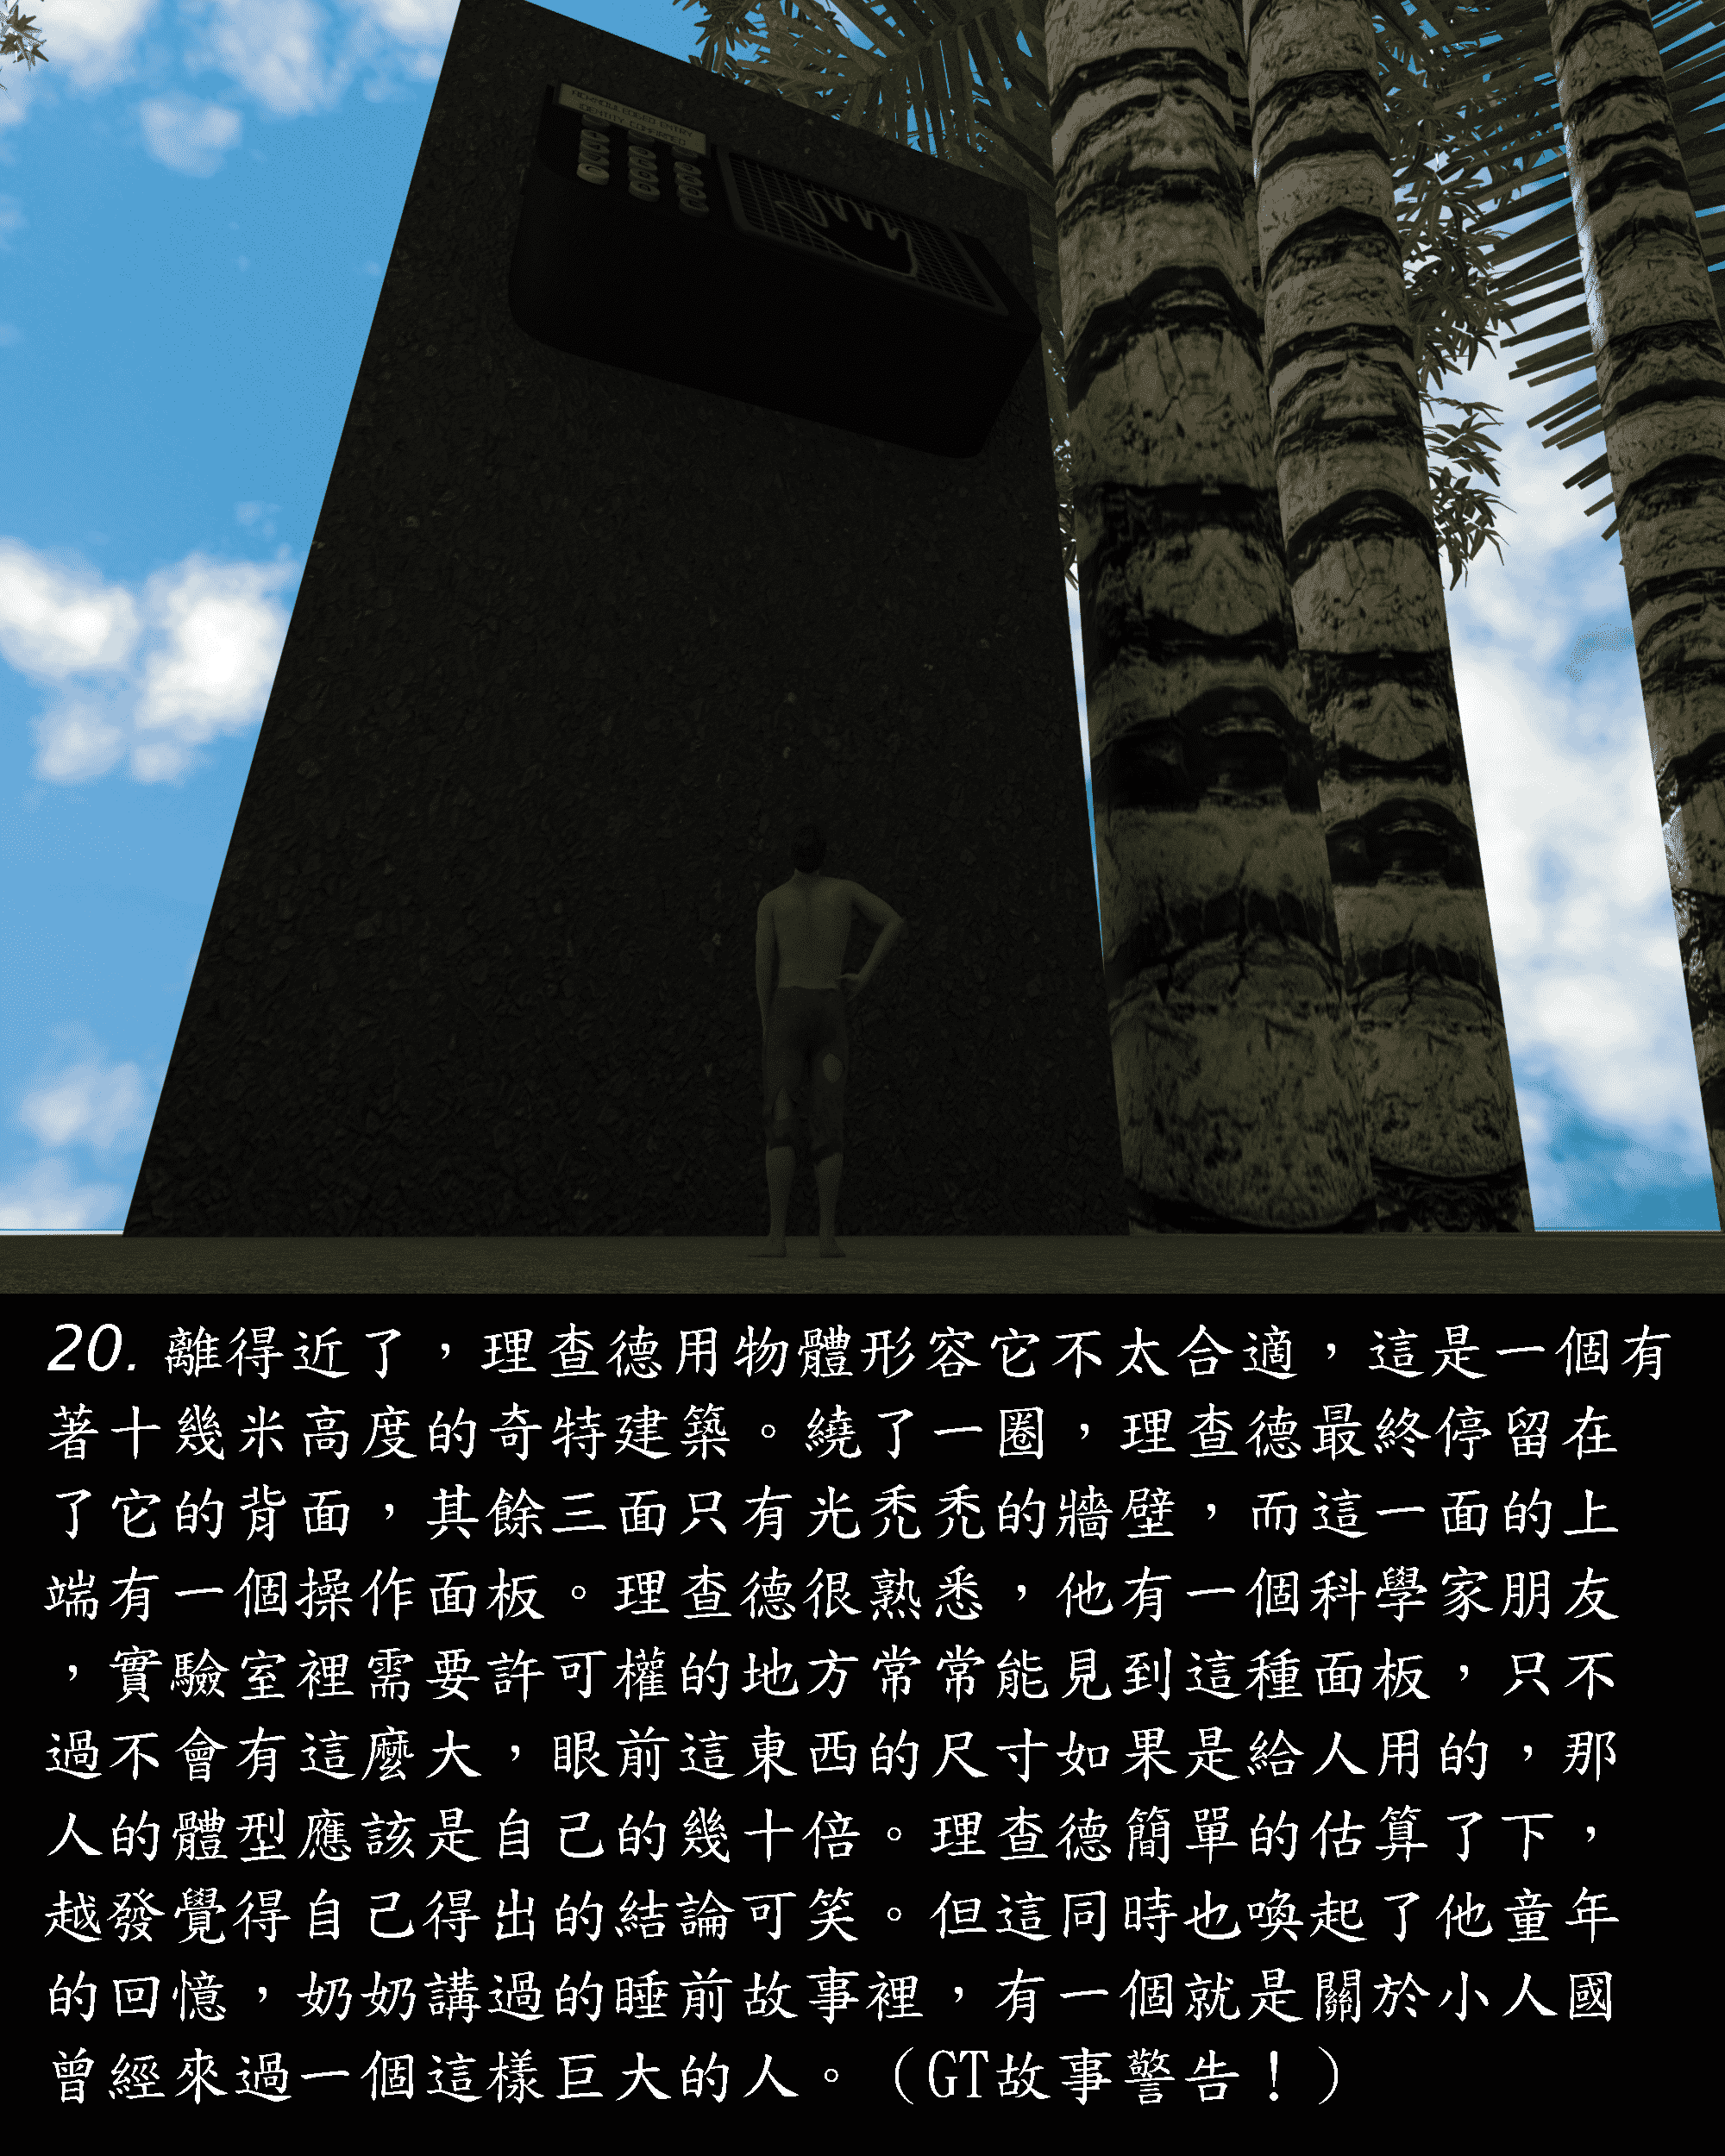 ENTRY
IDENTITY CONFIRMED
20. 離得近了，理查德用物體形容它不太合適，這是一個有
著十幾米高度的奇特建築。繞了一圈，理查德最終停留在
了它的背面，其餘三面只有光禿禿的牆壁，而這一面的上
端有一個操作面板。理查德很熟悉，他有一個科學家朋友
，實驗室裡需要許可權的地方常常能見到這種面板，只不
過不會有這麼大，眼前這東西的尺寸如果是給人用的，那
人的體型應該是自己的幾十倍。理查德簡單的估算了下，
越發覺得自己得出的結論可笑。但這同時也喚起了他童年
的回憶，奶奶講過的睡前故事裡，有一個就是關於小人國
曾經來過一個這樣巨大的人。（GT故事警告！）